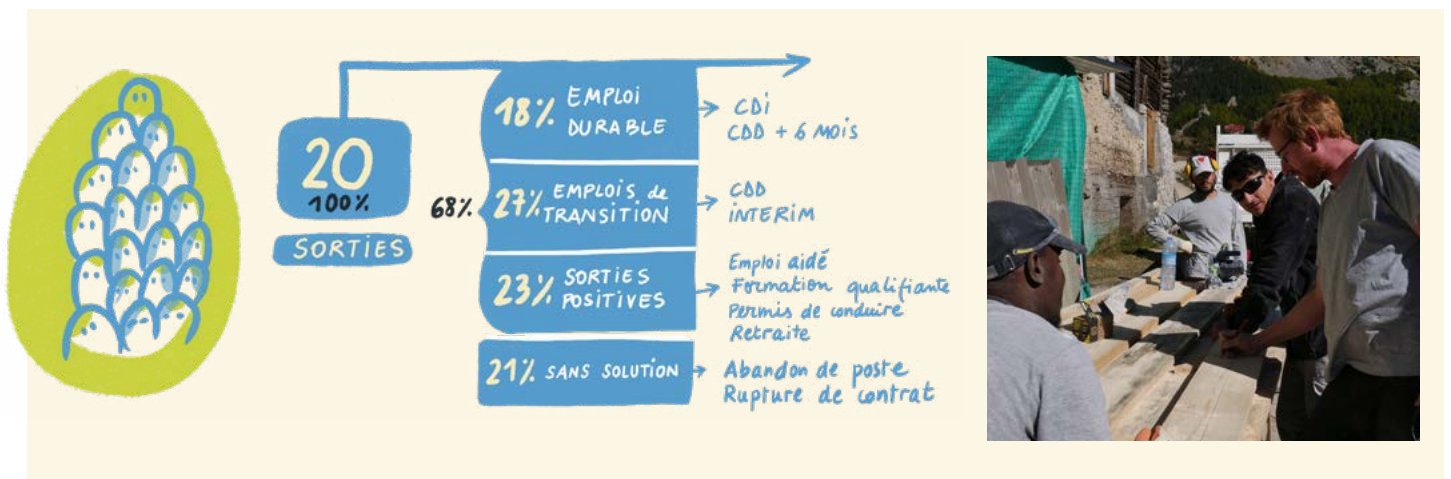 20
100%
SORTIES
68%
18% EMPLOI
DURABLE
CDI
CDD + 6 MOIS
27% EMPLOIS de
TRANSITION
CDD
INTERIM
23% SORTIES
POSITIVES
Emploi aidé
Formation qualifiante
Permis de conduire
Retraite
21% SANS SOLUTION
Abandon de poste
Rupture de contrat